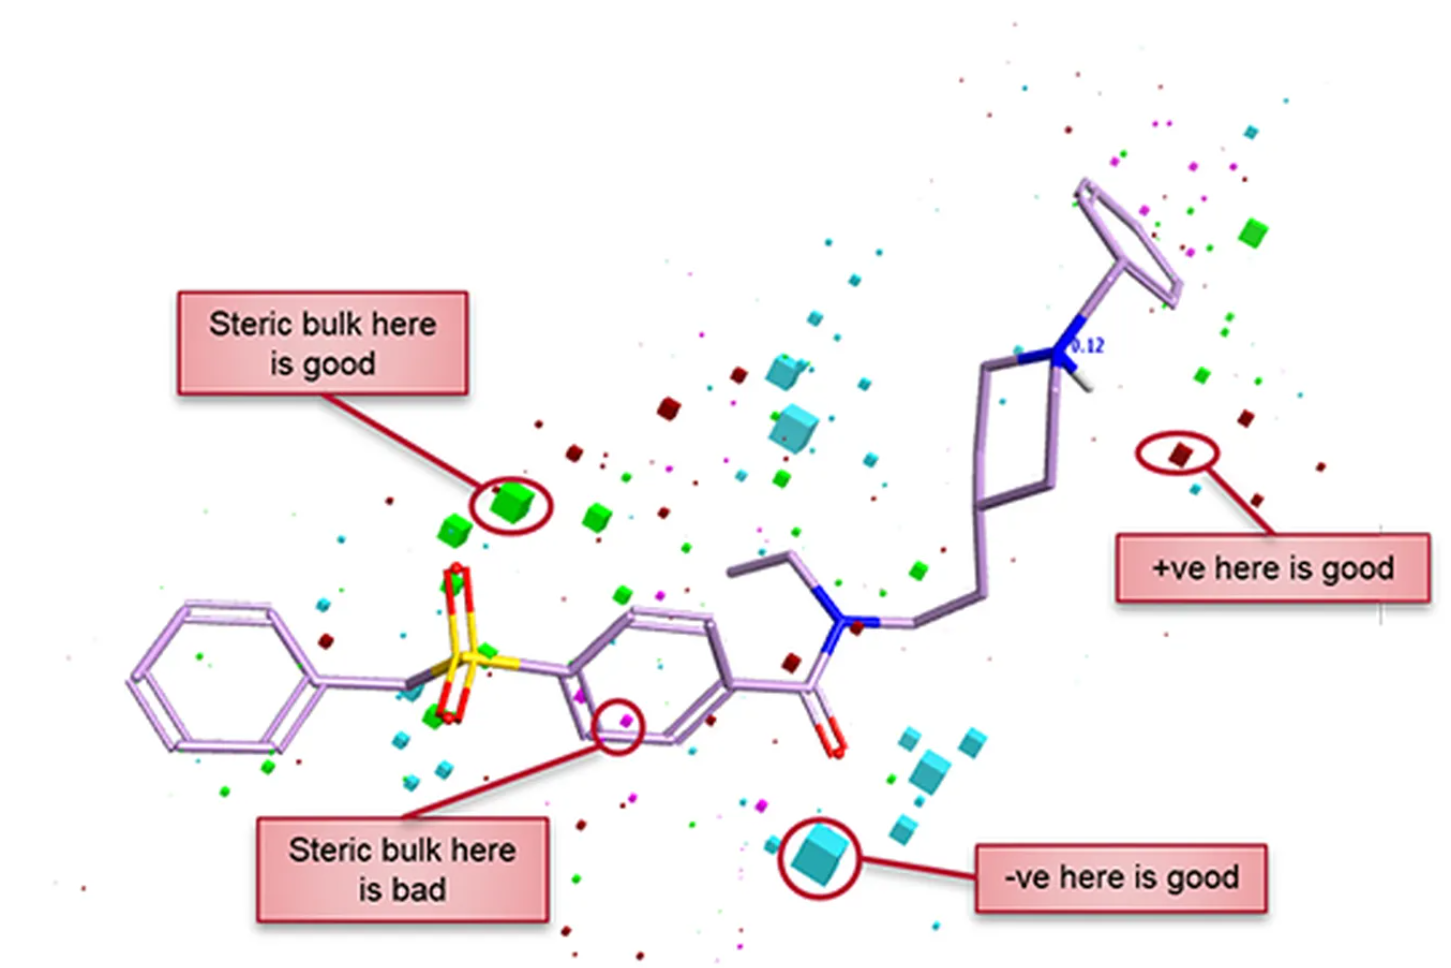 0.12
Steric bulk here
is good
+ve here is good
Steric bulk here
is bad
-ve here is good